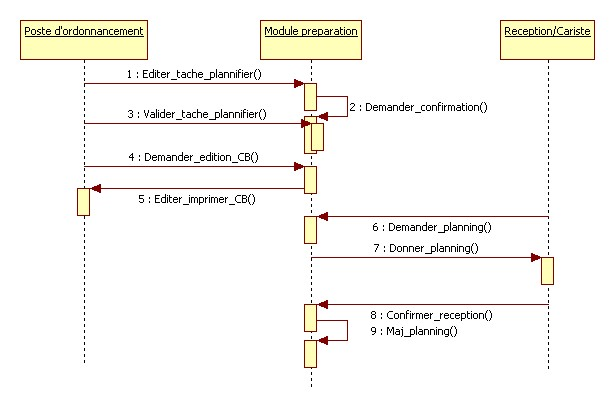 Poste d'ordonnancement
Module preparation
Reception/Cariste
1 : Editer_tache_plannifier()
2 : Demander_confirmation()
3 : Valider_tache_plannifier()
4 : Demander_edition_CB()
5 : Editer_imprimer_CB()
6 : Demander_planning()
7 : Donner_planning()
8 : Confirmer_reception()
9 : Maj_planning()